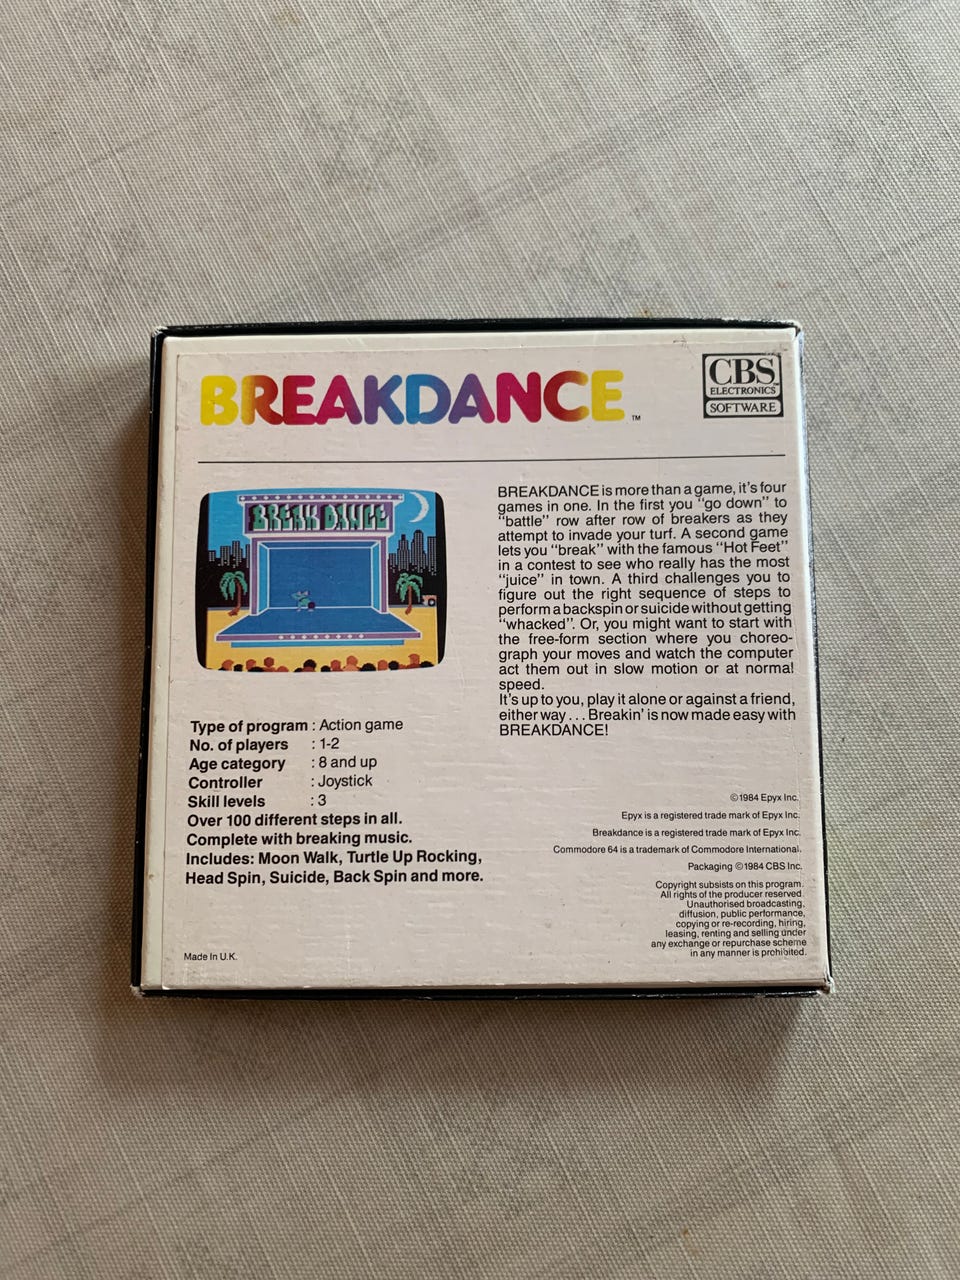 BREAKDANCE™
CBS
ELECTRONICS
SOFTWARE
BREAK DANCE
BREAKDANCE is more than a game, it's four
games in one. In the first you "go down" to
"battle" row after row of breakers as they
attempt to invade your turf. A second game
lets you "break" with the famous "Hot Feet"
in a contest to see who really has the most
"juice" in town. A third challenges you to
figure out the right sequence of steps to
perform a backspin or suicide without getting
"whacked". Or, you might want to start with
the free-form section where you choreo-
graph your moves and watch the computer
act them out in slow motion or at normal
speed.
It's up to you, play it alone or against a friend,
either way . . . Breakin' is now made easy with
BREAKDANCE!
Type of program : Action game
No. of players : 1-2
Age category : 8 and up
Controller : Joystick
Skill levels : 3
Over 100 different steps in all.
Complete with breaking music.
Includes: Moon Walk, Turtle Up Rocking,
Head Spin, Suicide, Back Spin and more.
©1984 Epyx Inc.
Epyx is a registered trade mark of Epyx Inc.
Breakdance is a registered trade mark of Epyx Inc.
Commodore 64 is a trademark of Commodore International.
Packaging ©1984 CBS Inc.
Copyright subsists on this program.
All rights of the producer reserved.
Unauthorised broadcasting,
diffusion, public performance,
copying or re-recording, hiring,
leasing, renting and selling under
any exchange or repurchase scheme
in any manner is prohibited.
Made In U.K.